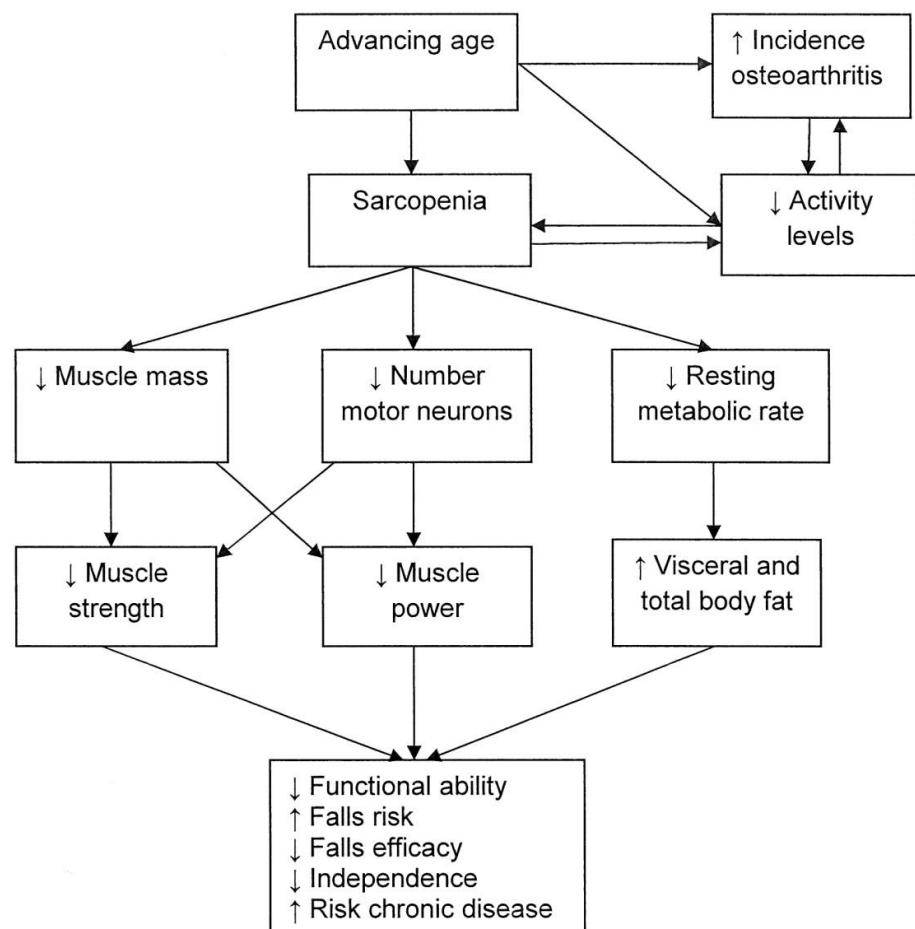 Advancing age
↑ Incidence
osteoarthritis
Sarcopenia
↓ Activity
levels
↓ Muscle mass
↓ Number
motor neurons
↓ Resting
metabolic rate
↓ Muscle
strength
↓ Muscle
power
↑ Visceral and
total body fat
↓ Functional ability
↑ Falls risk
↓ Falls efficacy
↓ Independence
↑ Risk chronic disease